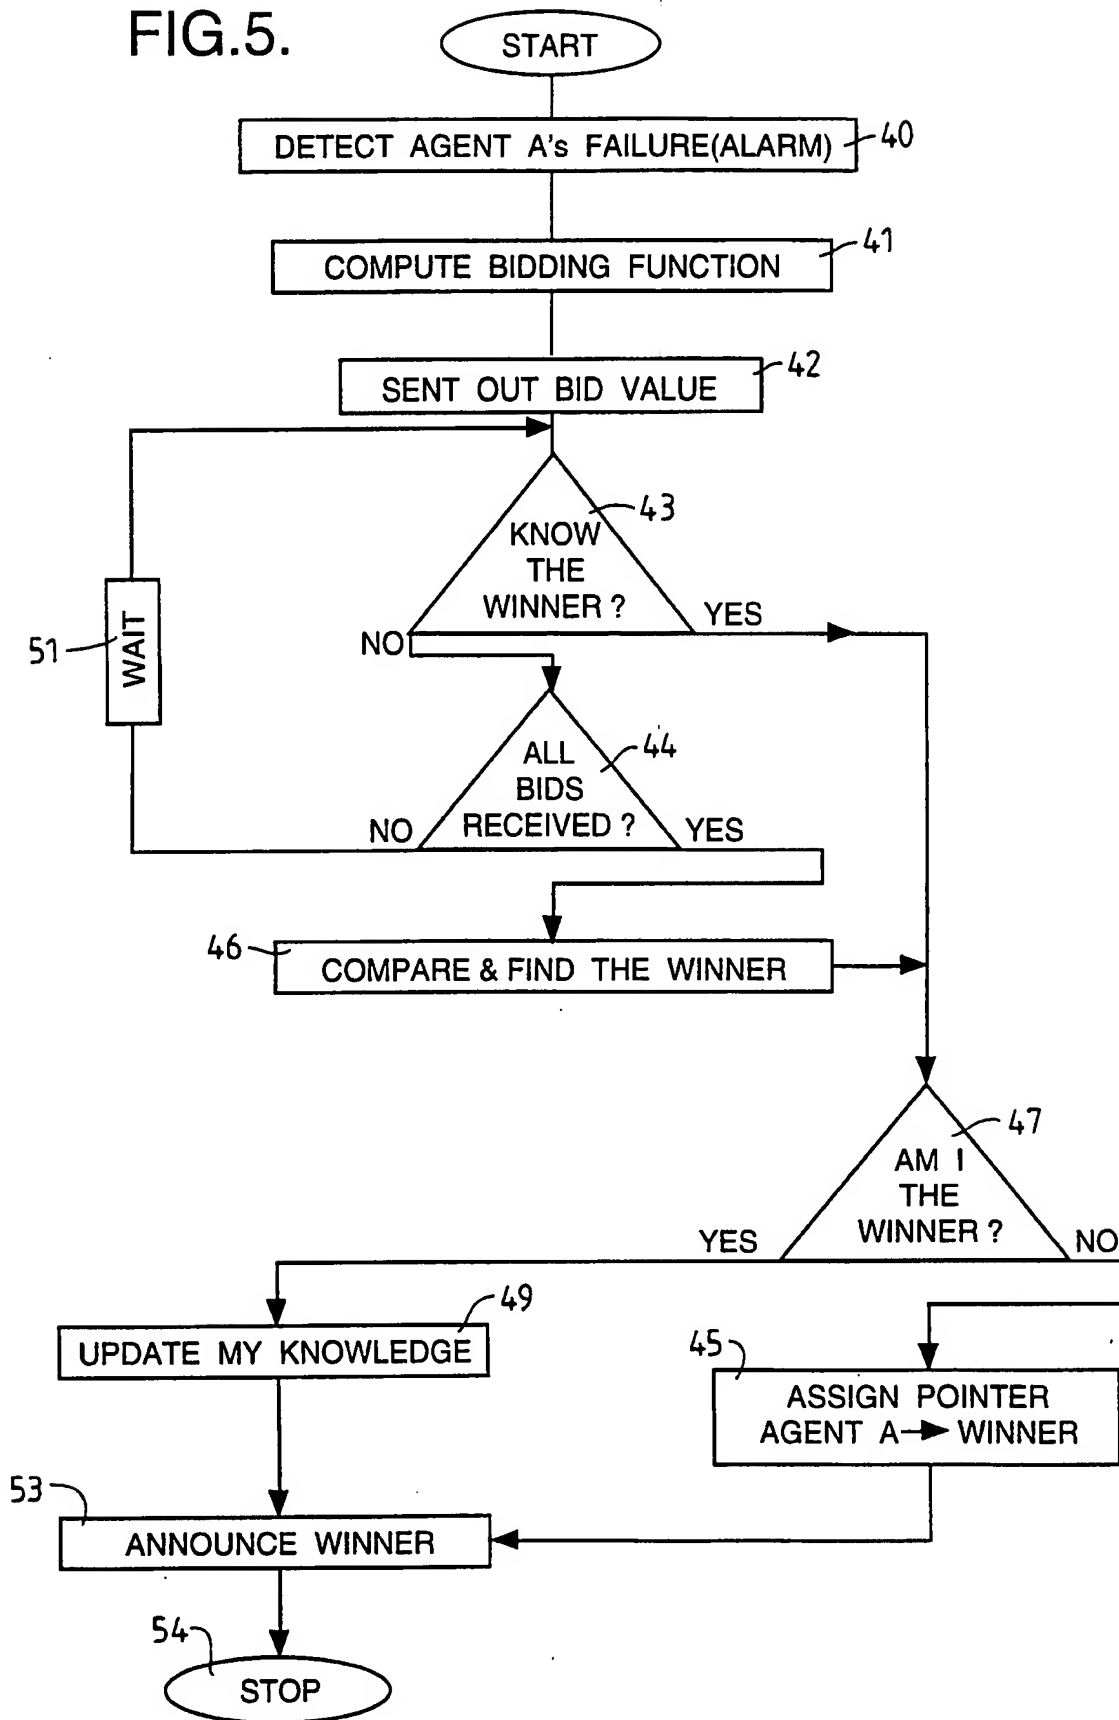 FIG.5.
START
DETECT AGENT A's FAILURE(ALARM)
40
COMPUTE BIDDING FUNCTION
41
SENT OUT BID VALUE
42
KNOW
THE
WINNER ?
43
YES
NO
WAIT
51
ALL
BIDS
RECEIVED ?
44
NO
YES
46
COMPARE & FIND THE WINNER
AM I
THE
WINNER ?
47
YES
NO
UPDATE MY KNOWLEDGE
49
45
ASSIGN POINTER
AGENT A → WINNER
53
ANNOUNCE WINNER
54
STOP